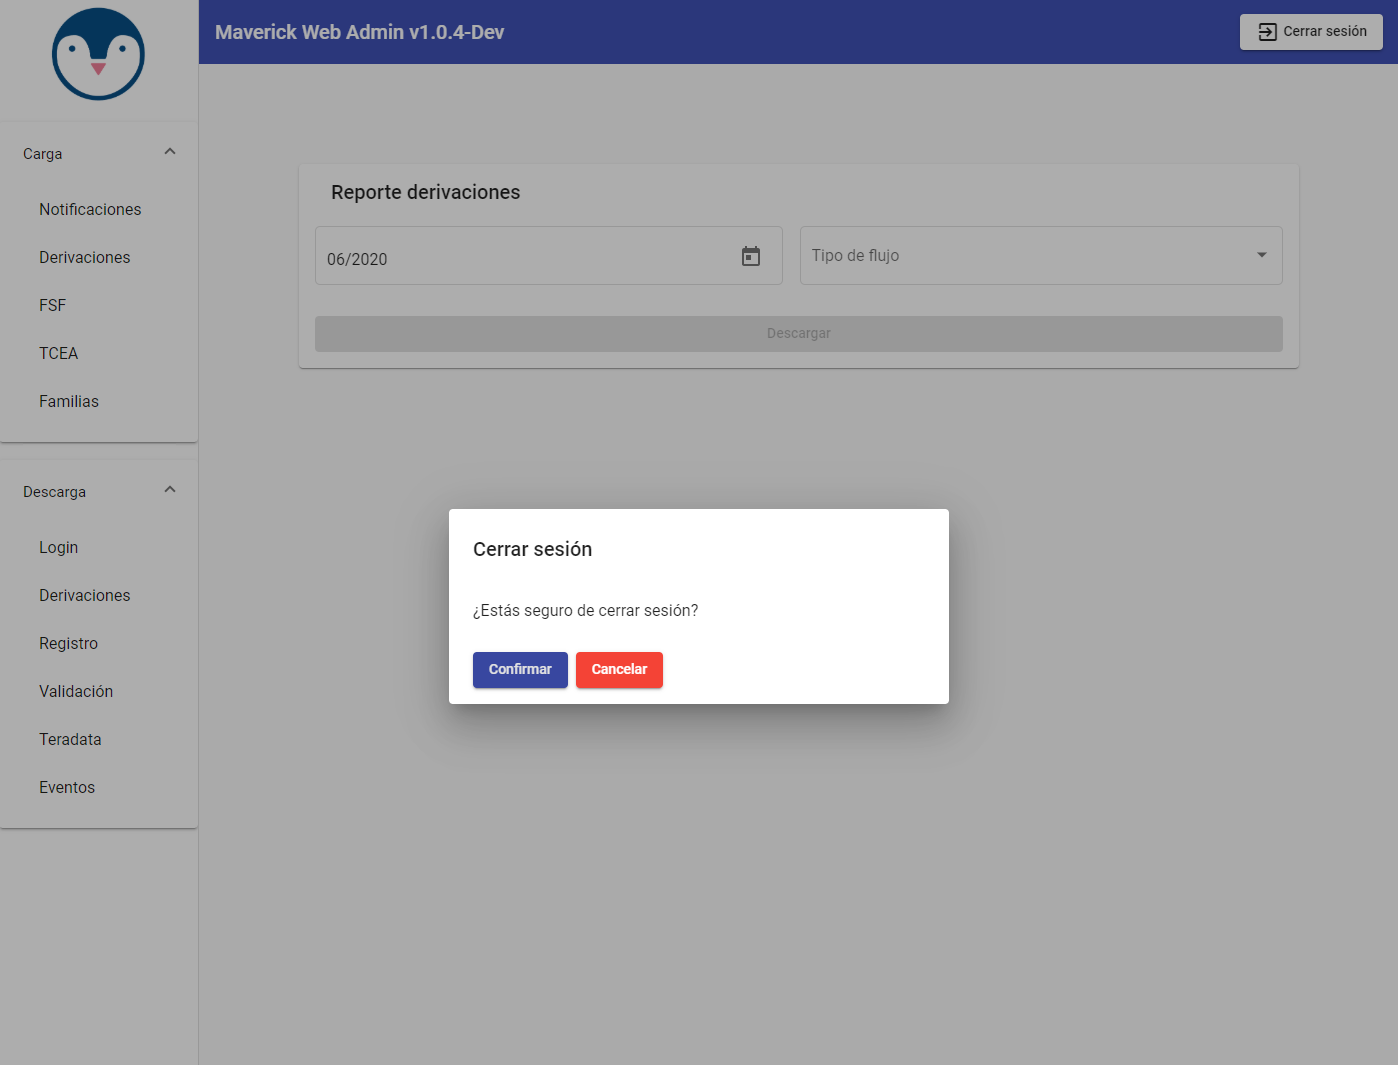 Maverick Web Admin v1.0.4-Dev
Cerrar sesión
Carga
Notificaciones
Derivaciones
FSF
TCEA
Familias
Descarga
Login
Derivaciones
Registro
Validación
Teradata
Eventos
Reporte derivaciones
06/2020
Tipo de flujo
Descargar
Cerrar sesión
¿Estás seguro de cerrar sesión?
Confirmar
Cancelar